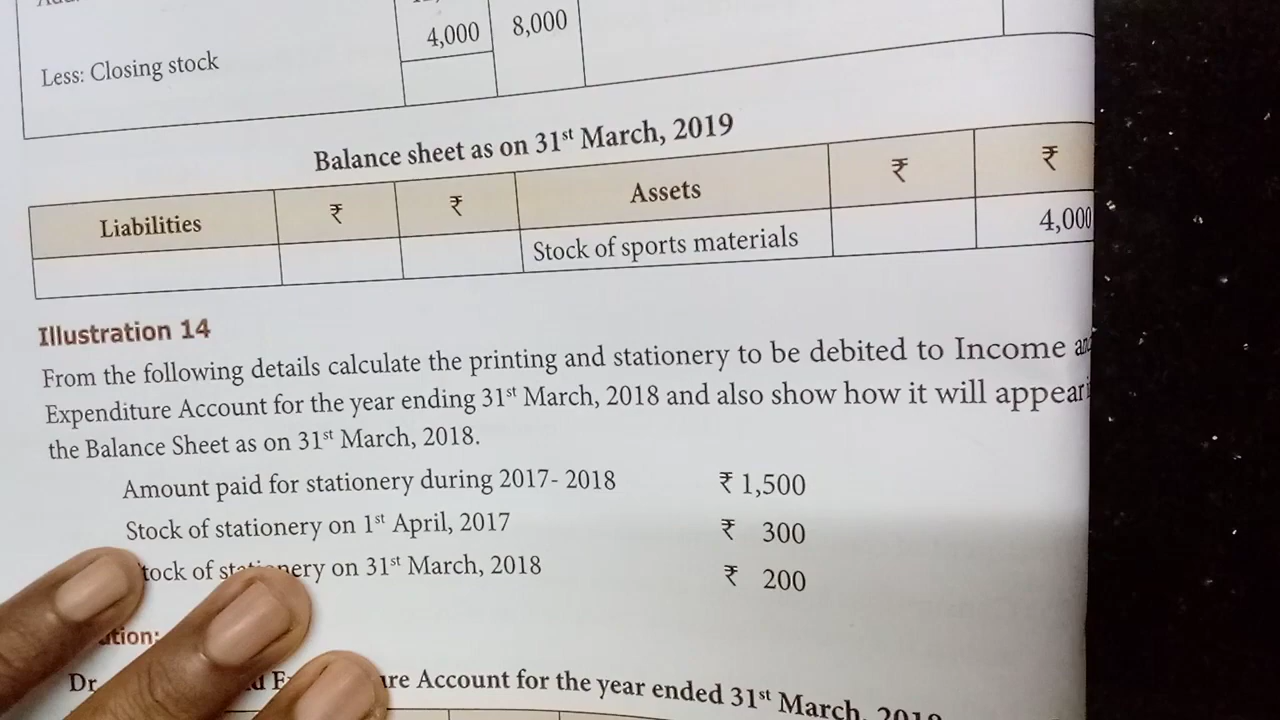 4,000 8,000
Less: Closing stock
Balance sheet as on 31st March, 2019
Liabilities ₹ ₹ Assets ₹ ₹
Stock of sports materials 4,000
Illustration 14
From the following details calculate the printing and stationery to be debited to Income
Expenditure Account for the year ending 31st March, 2018 and also show how it will appear
the Balance Sheet as on 31st March, 2018.
Amount paid for stationery during 2017- 2018 ₹ 1,500
Stock of stationery on 1st April, 2017 ₹ 300
of on 31st March, 2018 ₹ 200
Dr
Account for the year ended 31st March,